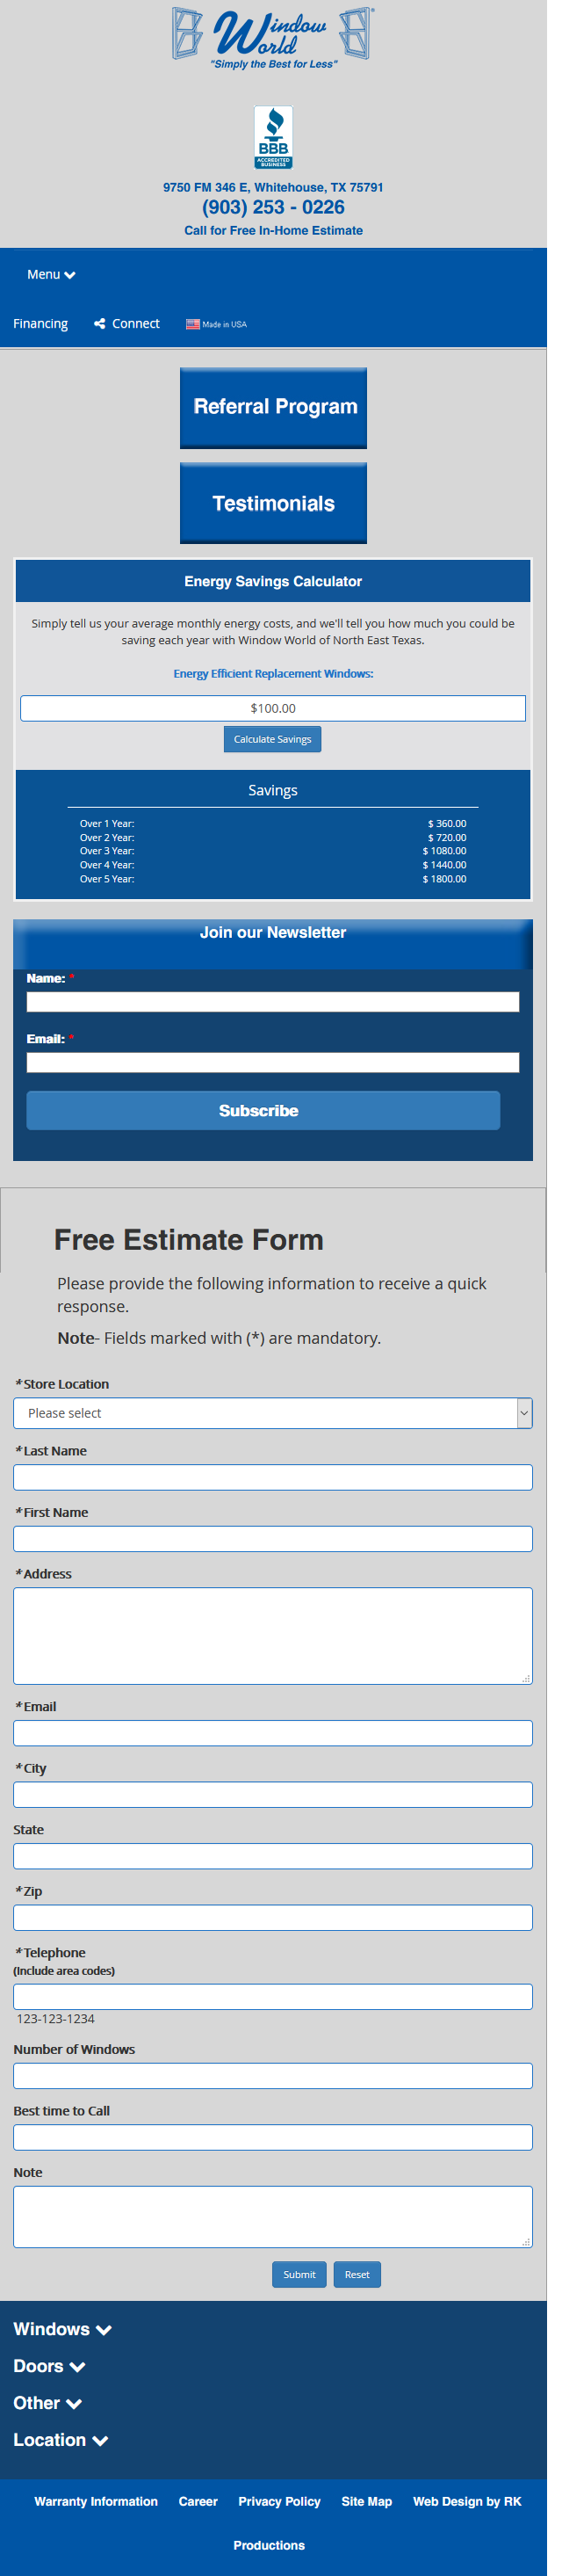 Window World®
"Simply the Best for Less"
BBB
ACCREDITED
BUSINESS
9750 FM 346 E, Whitehouse, TX 75791
(903) 253 - 0226
Call for Free In-Home Estimate
Menu
Financing Connect Made in USA
Referral Program
Testimonials
Energy Savings Calculator
Simply tell us your average monthly energy costs, and we'll tell you how much you could be
saving each year with Window World of North East Texas.
Energy Efficient Replacement Windows:
$100.00
Calculate Savings
Savings
Over 1 Year: $ 360.00
Over 2 Year: $ 720.00
Over 3 Year: $ 1080.00
Over 4 Year: $ 1440.00
Over 5 Year: $ 1800.00
Join our Newsletter
Name: *
Email: *
Subscribe
Free Estimate Form
Please provide the following information to receive a quick
response.
Note- Fields marked with (*) are mandatory.
*Store Location
Please select
*Last Name
*First Name
*Address
*Email
*City
State
*Zip
*Telephone
(Include area codes)
123-123-1234
Number of Windows
Best time to Call
Note
Submit Reset
Windows
Doors
Other
Location
Warranty Information Career Privacy Policy Site Map Web Design by RK
Productions